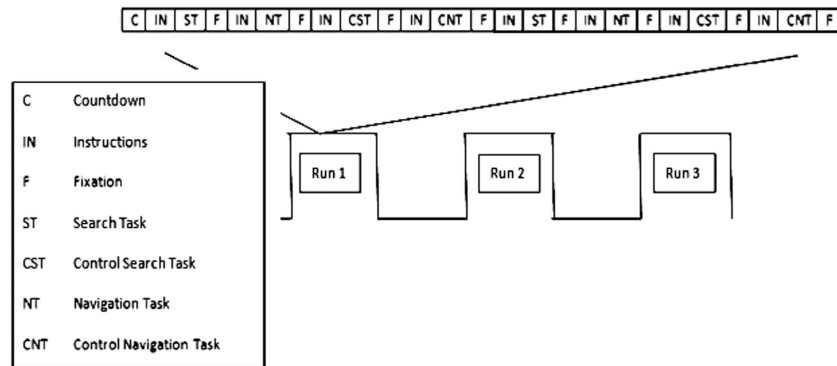 C IN ST F IN NT F IN CST F IN CNT F IN ST F IN NT F IN CST F IN CNT F
C Countdown
IN Instructions
F Fixation
ST Search Task
CST Control Search Task
NT Navigation Task
CNT Control Navigation Task
Run 1 Run 2 Run 3